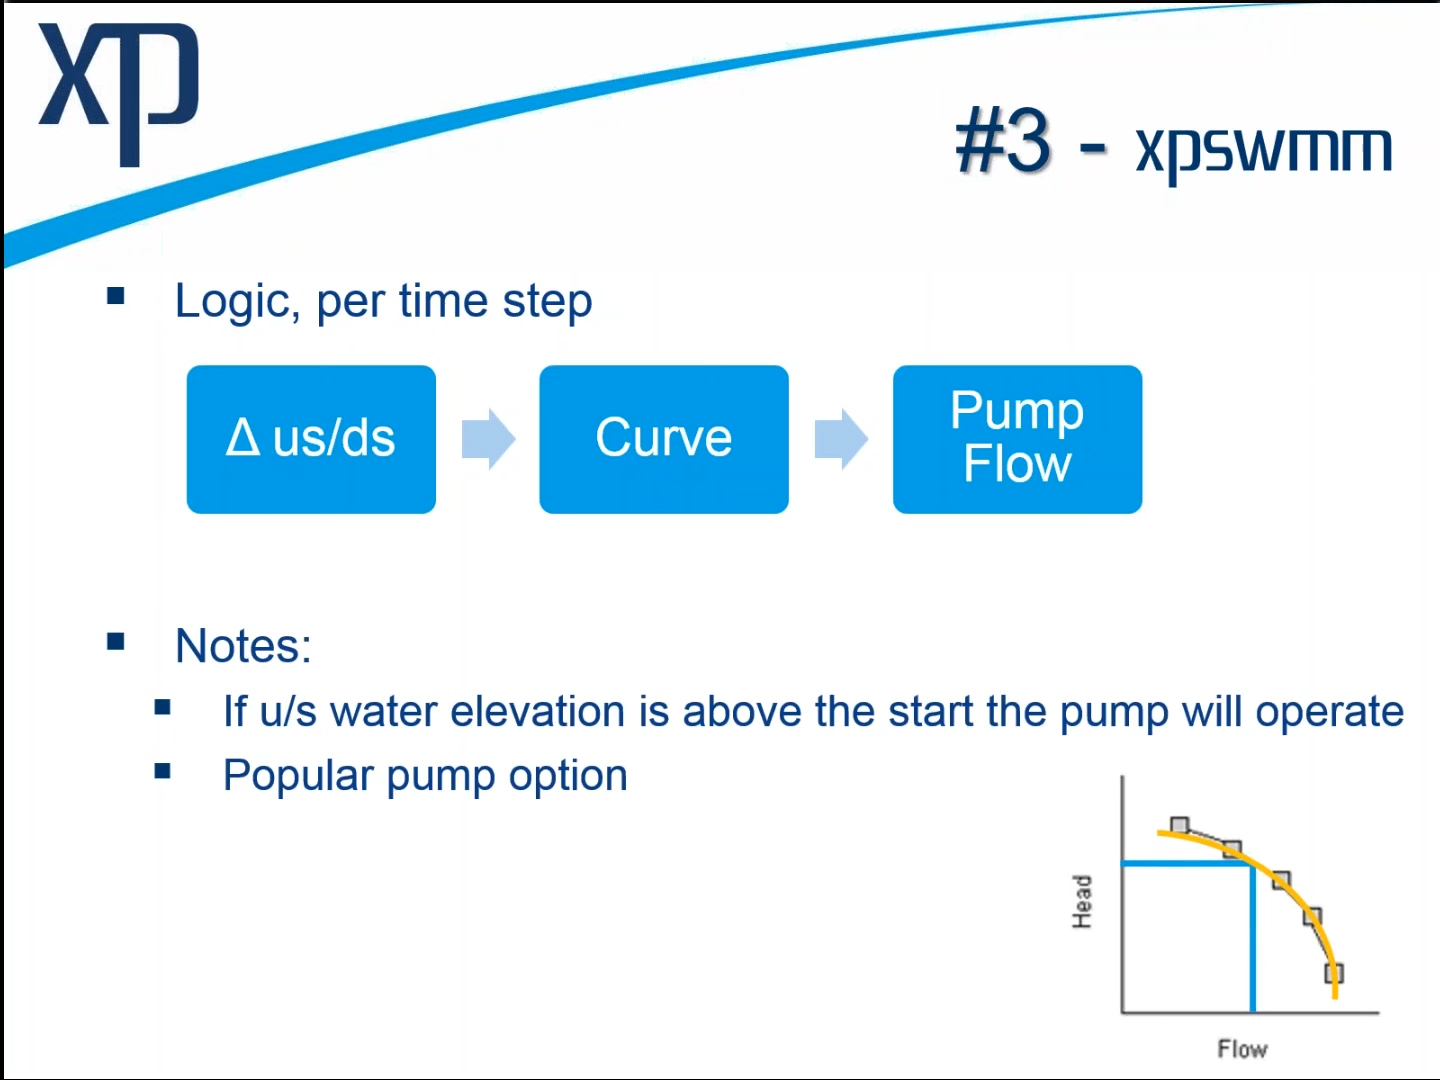 xp
#3 - xpswmm
Logic, per time step
Δ us/ds
Curve
Pump
Flow
Notes:
If u/s water elevation is above the start the pump will operate
Popular pump option
Head
Flow